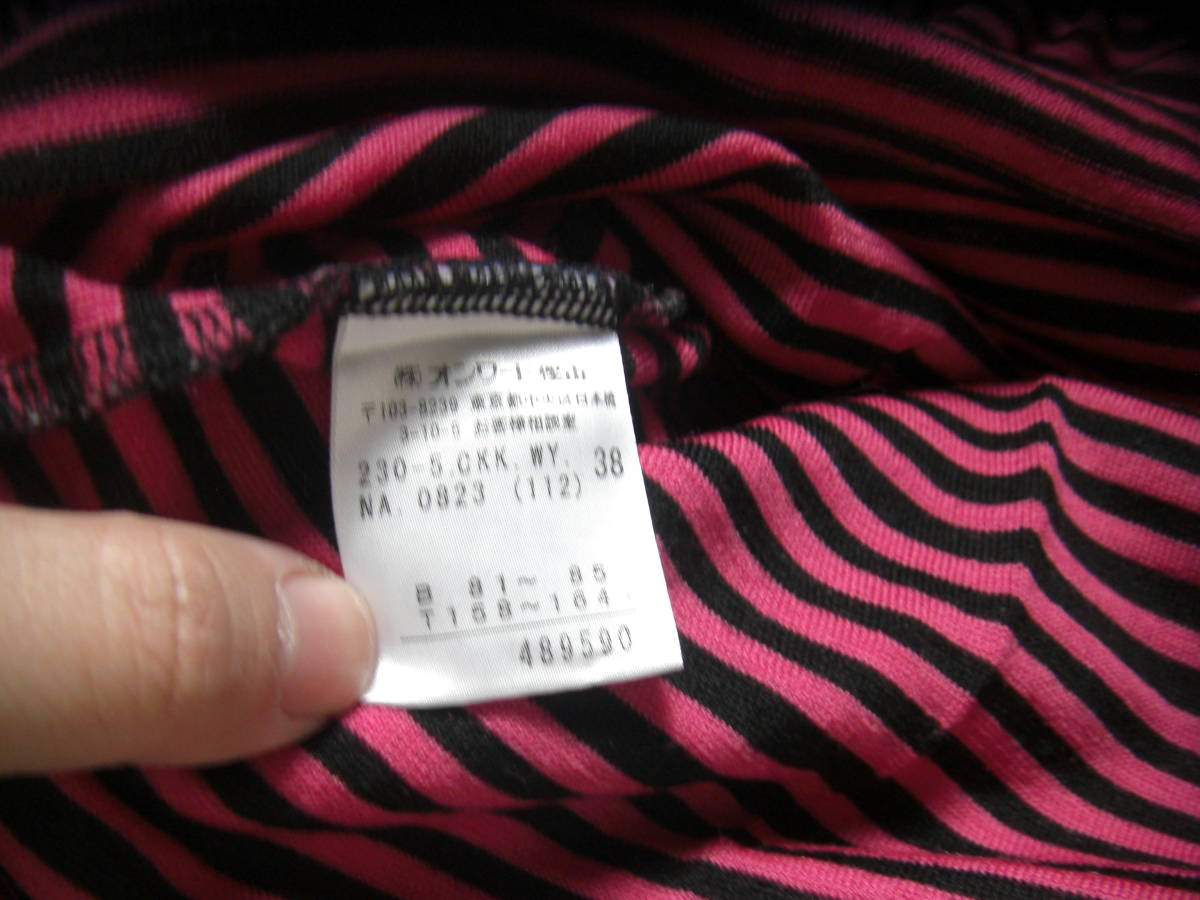 ㈱オンワード樫山
〒103-8239 東京都中央区日本橋
3-10-5 お客様相談室
230-5.CKK.WY. 38
NA. 0823 (112)
B 81～ 85
T158～164
489590